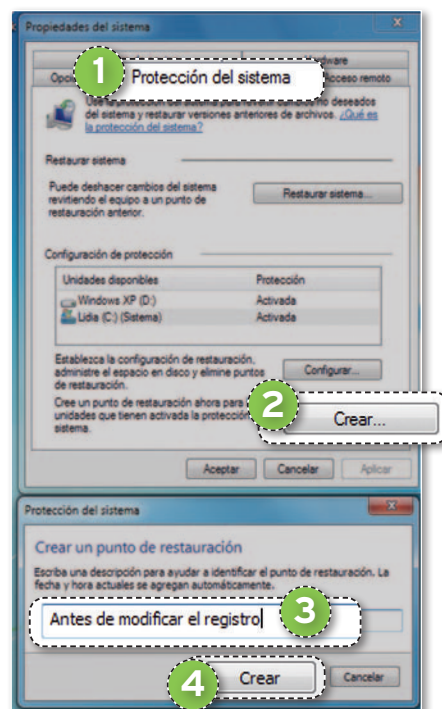 Propiedades del sistema
Hardware
1
Protección del sistema
Acceso remoto
del sistema y restaurar versiones anteriores de archivos. ¿Qué es
la protección del sistema?
Restaurar sistema
Puede deshacer cambios del sistema
revirtiendo el equipo a un punto de
restauración anterior.
Restaurar sistema...
Configuración de protección
Unidades disponibles Protección
Windows XP (D:) Activada
Lidia (C:) (Sistema) Activada
Establezca la configuración de restauración,
administre el espacio en disco y elimine puntos
de restauración.
Configurar...
Cree un punto de restauración ahora para
unidades que tienen activada la protección
sistema.
2
Crear...
Aceptar Cancelar Aplicar
Protección del sistema
Crear un punto de restauración
Escriba una descripción para ayudar a identificar el punto de restauración. La
fecha y hora actuales se agregan automáticamente.
Antes de modificar el registro
3
4
Crear
Cancelar